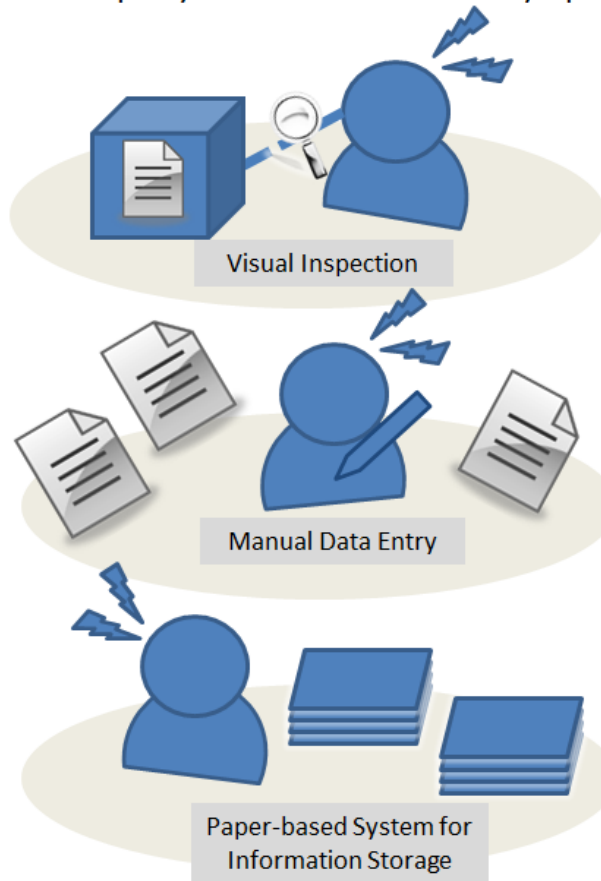 Visual Inspection
Manual Data Entry
Paper-based System for
Information Storage